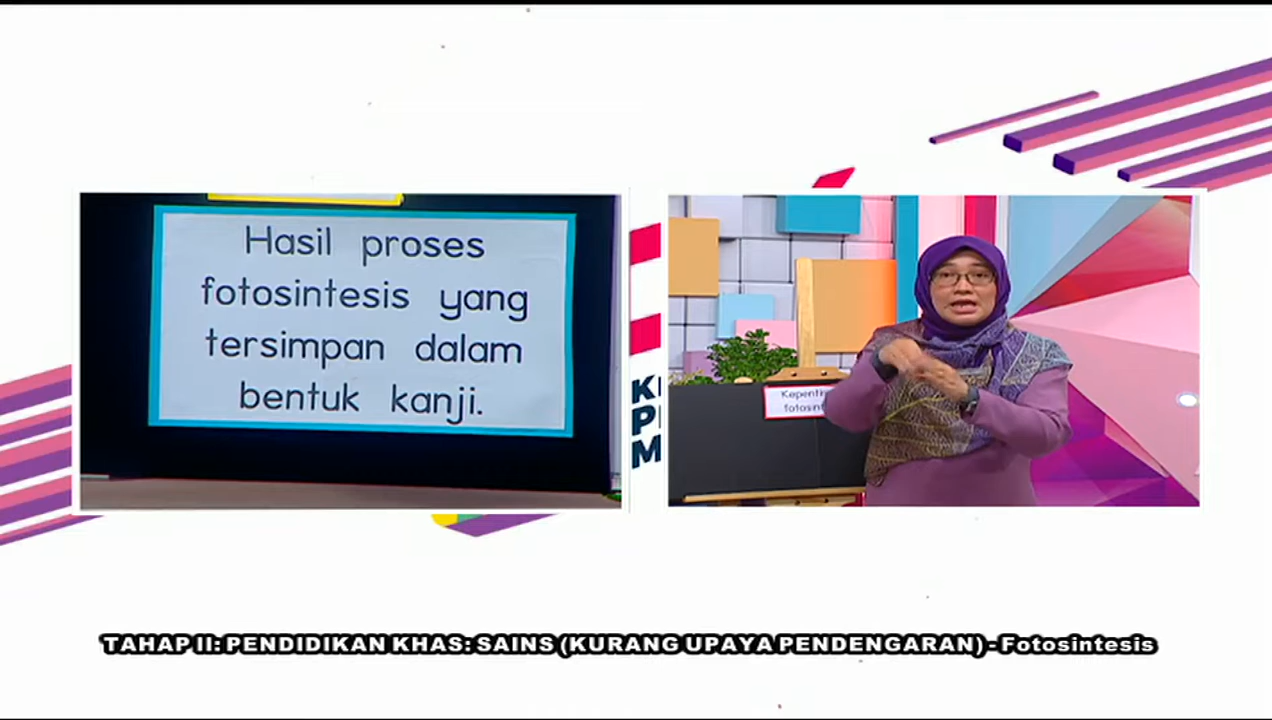 Hasil proses
fotosintesis yang
tersimpan dalam
bentuk kanji.
TAHAP II: PENDIDIKAN KHAS: SAINS (KURANG UPAYA PENDENGARAN) - Fotosintesis